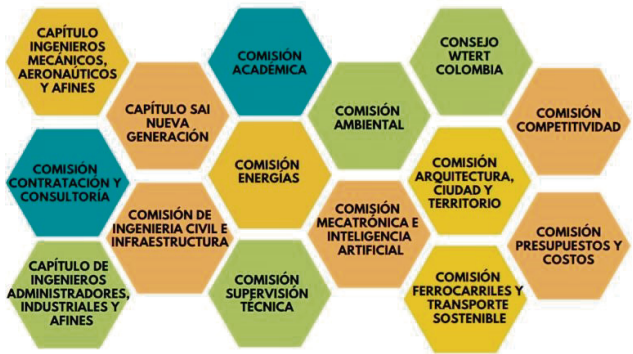 CAPÍTULO
INGENIEROS
MECÁNICOS,
AERONAÚTICOS
Y AFINES
COMISIÓN
CONTRATACIÓN Y
CONSULTORÍA
CAPÍTULO DE
INGENIEROS
ADMINISTRADORES,
INDUSTRIALES Y
AFINES
CAPÍTULO SAI
NUEVA
GENERACIÓN
COMISIÓN DE
INGENIERIA CIVIL E
INFRAESTRUCTURA
COMISIÓN
ACADÉMICA
COMISIÓN
ENERGÍAS
COMISIÓN
SUPERVISIÓN
TÉCNICA
COMISIÓN
AMBIENTAL
COMISIÓN
MECATRÓNICA E
INTELIGENCIA
ARTIFICIAL
CONSEJO
WTERT
COLOMBIA
COMISIÓN
ARQUITECTURA,
CIUDAD Y
TERRITORIO
COMISIÓN
FERROCARRILES Y
TRANSPORTE
SOSTENIBLE
COMISIÓN
COMPETITIVIDAD
COMISIÓN
PRESUPUESTOS Y
COSTOS